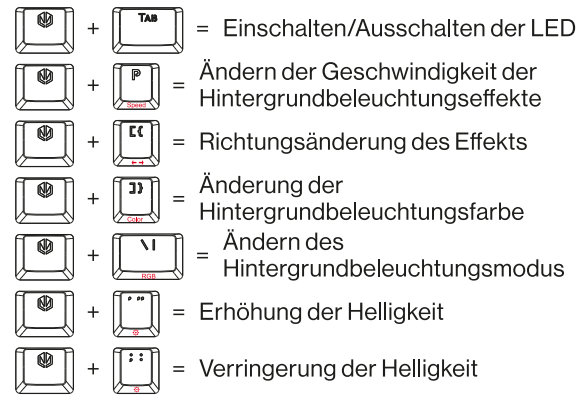 + TAB = Einschalten/Ausschalten der LED
+ P Speed = Ändern der Geschwindigkeit der
Hintergrundbeleuchtungseffekte
+ [ { = Richtungsänderung des Effekts
+ ] } Color = Änderung der
Hintergrundbeleuchtungsfarbe
+ \ | RGB = Ändern des
Hintergrundbeleuchtungsmodus
+ ' " = Erhöhung der Helligkeit
+ ; : = Verringerung der Helligkeit